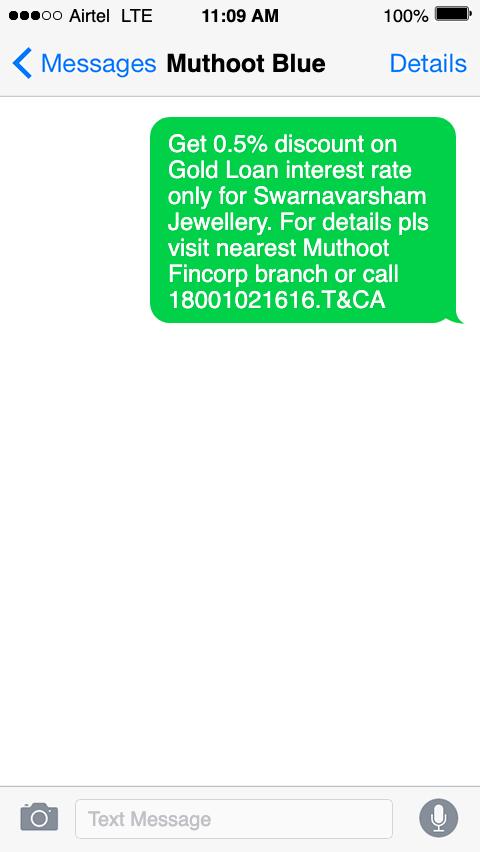 Airtel LTE 11:09 AM 100%
Messages Muthoot Blue Details
Get 0.5% discount on
Gold Loan interest rate
only for Swarnavarsham
Jewellery. For details pls
visit nearest Muthoot
Fincorp branch or call
18001021616.T&CA
Text Message